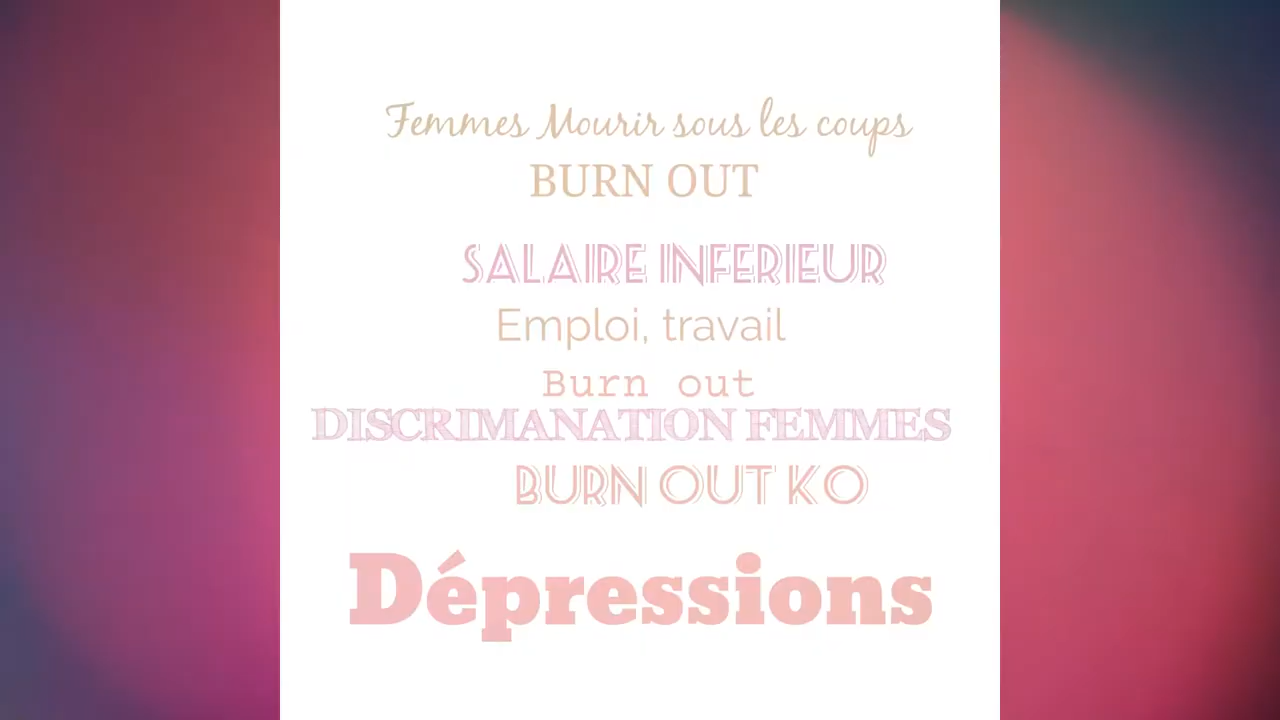 Femmes Mourir sous les coups
BURN OUT
SALAIRE INFERIEUR
Emploi, travail
Burn out
DISCRIMANATION FEMMES
BURN OUT KO
Dépressions